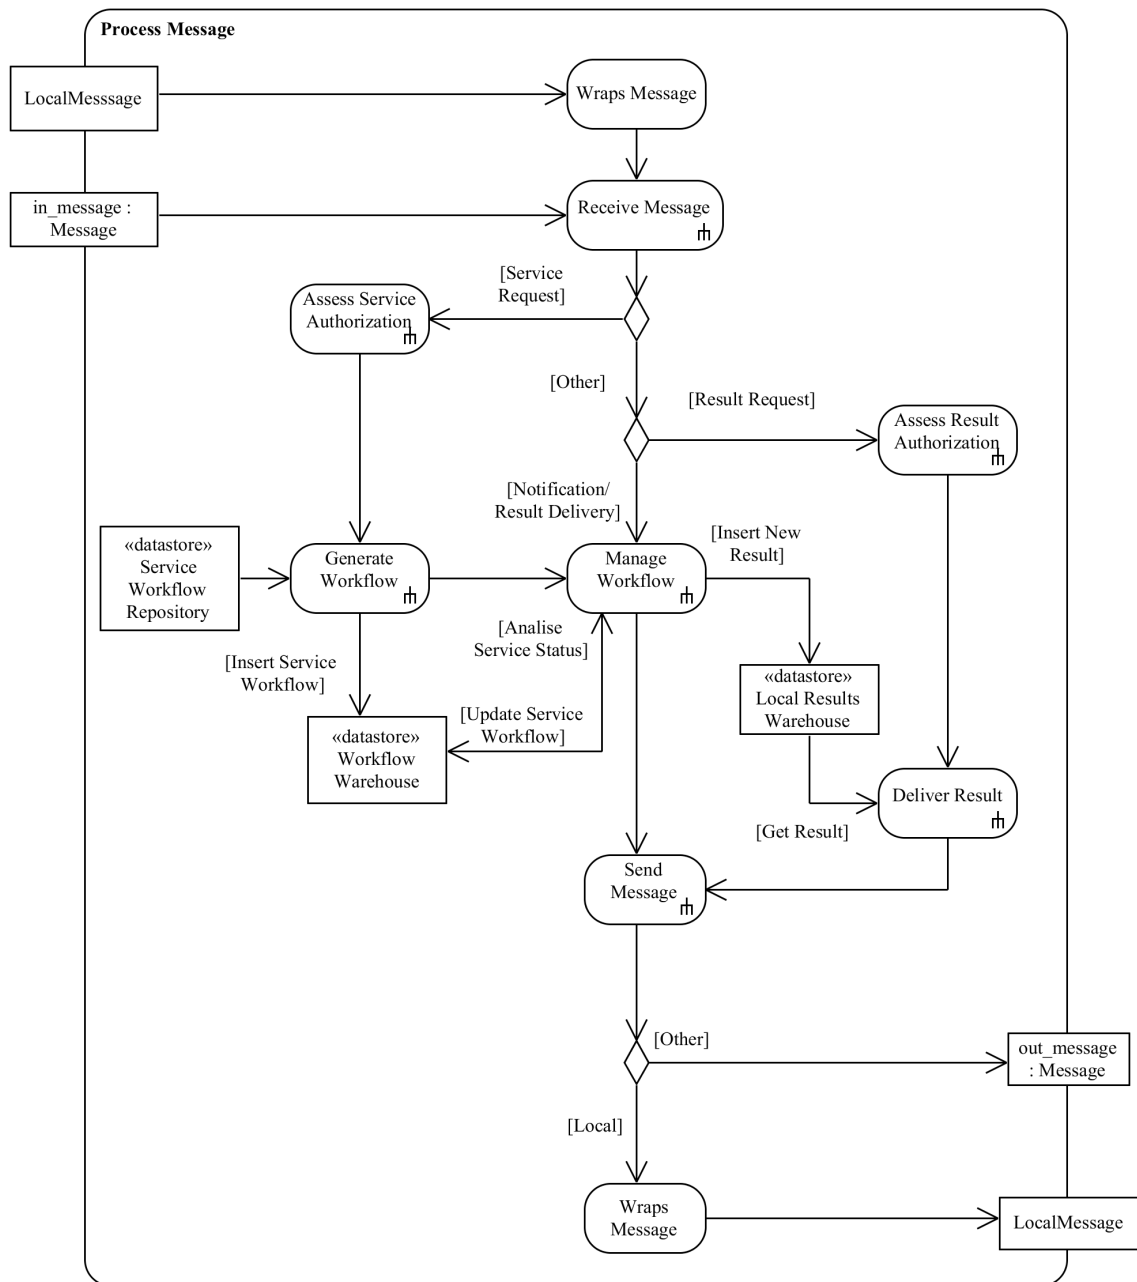 Process Message
LocalMesssage
Wraps Message
in_message :
Message
Receive Message
[Service
Request]
Assess Service
Authorization
[Other]
[Result Request]
Assess Result
Authorization
[Notification/
Result Delivery]
«datastore»
Service
Workflow
Repository
Generate
Workflow
Manage
Workflow
[Insert New
Result]
[Analise
Service Status]
[Insert Service
Workflow]
«datastore»
Local Results
Warehouse
[Update Service
Workflow]
«datastore»
Workflow
Warehouse
Deliver Result
[Get Result]
Send
Message
[Other]
out_message
: Message
[Local]
Wraps
Message
LocalMessage